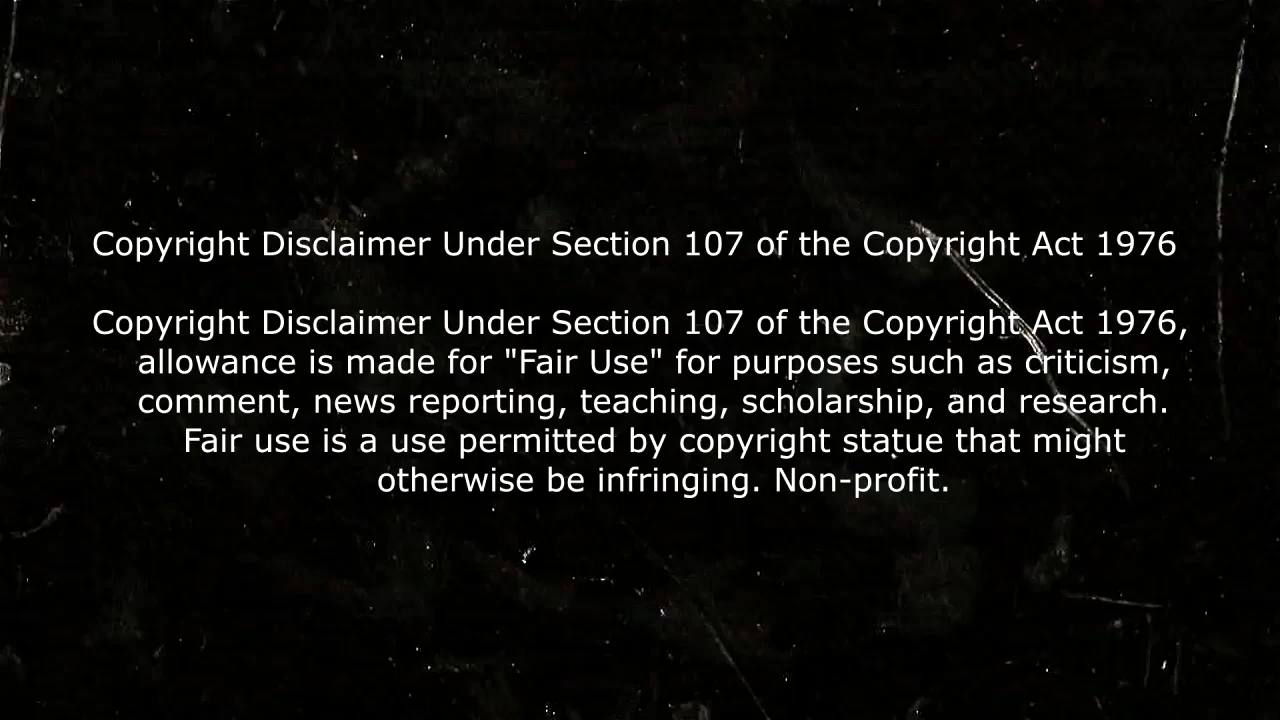 Copyright Disclaimer Under Section 107 of the Copyright Act 1976
Copyright Disclaimer Under Section 107 of the Copyright Act 1976,
allowance is made for "Fair Use" for purposes such as criticism,
comment, news reporting, teaching, scholarship, and research.
Fair use is a use permitted by copyright statue that might
otherwise be infringing. Non-profit.